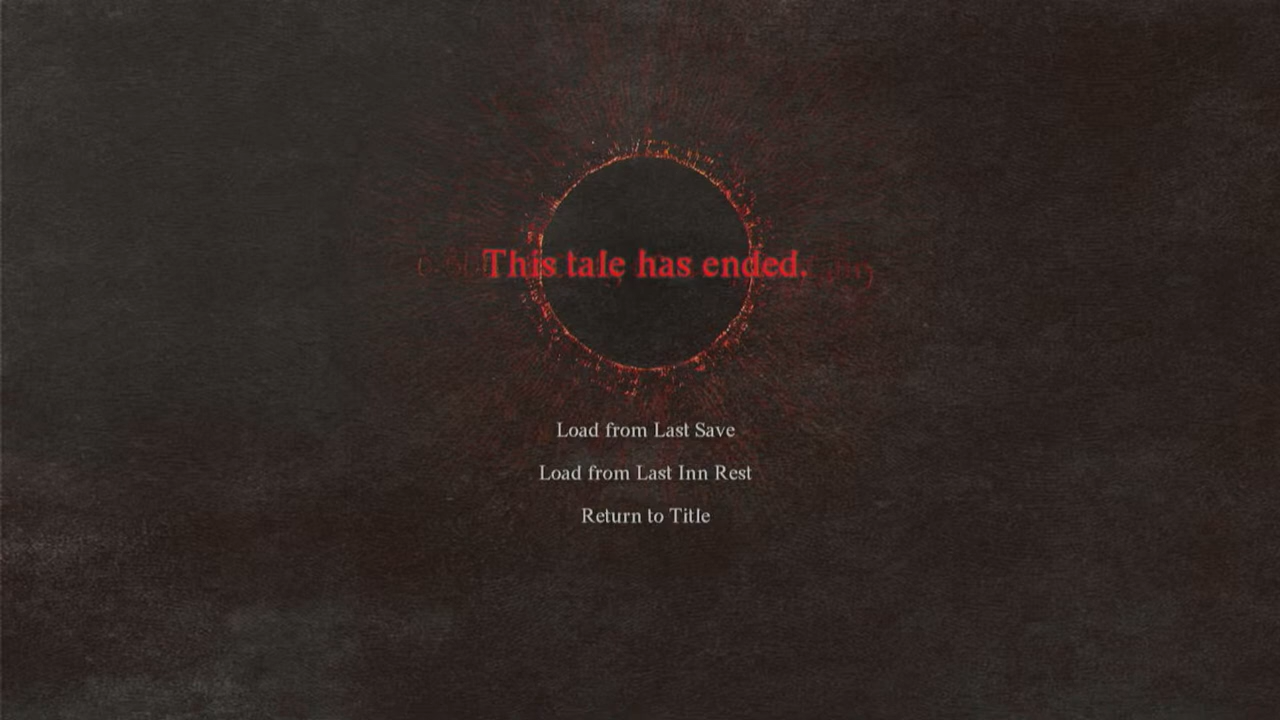 This tale has ended.
Load from Last Save
Load from Last Inn Rest
Return to Title